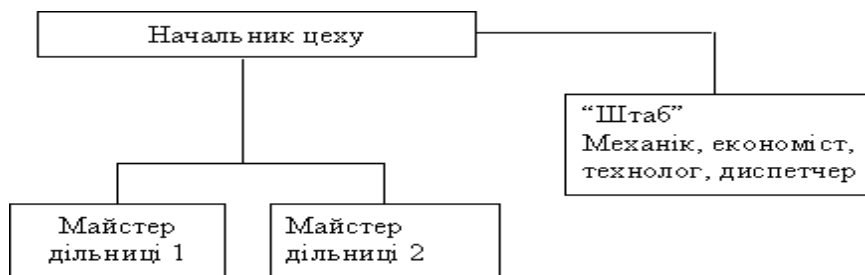 Начальник цеху
“Штаб”
Механік, економіст,
технолог, диспетчер
Майстер
дільниці 1
Майстер
дільниці 2